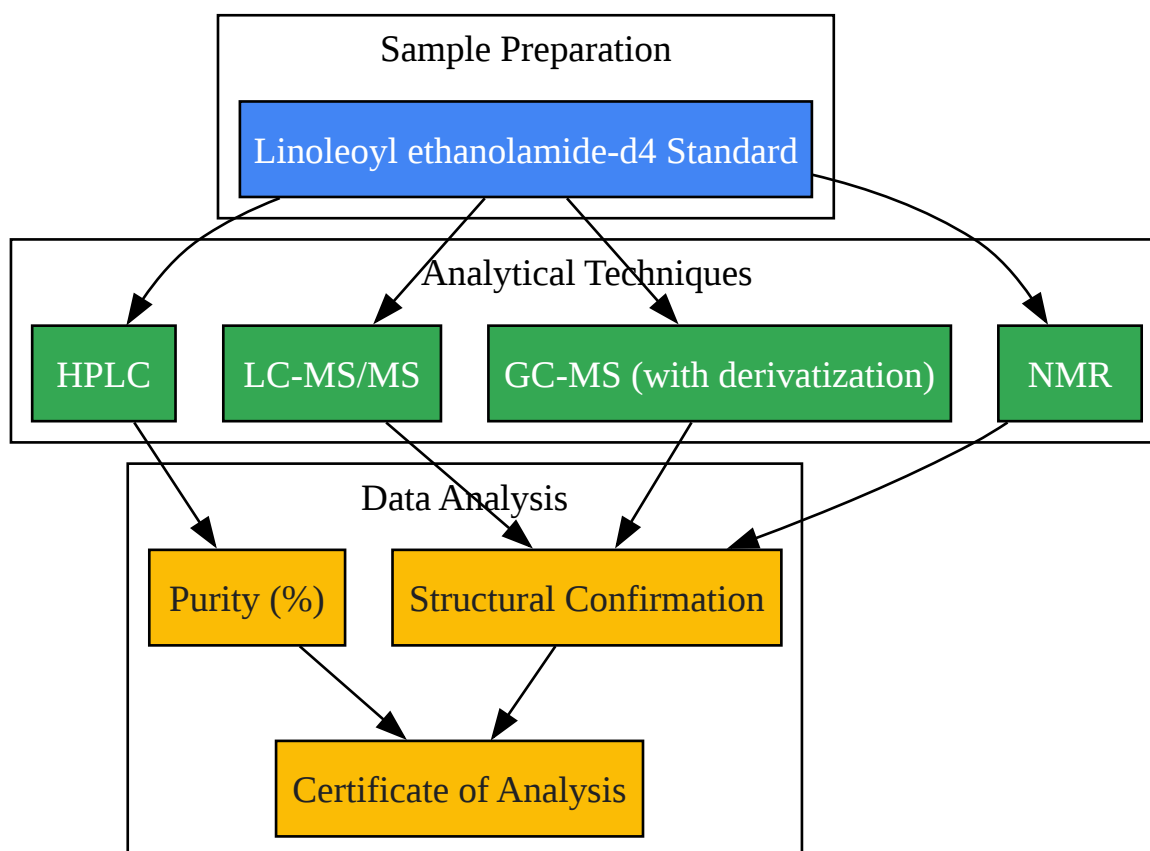 Sample Preparation
Linoleoyl ethanolamide-d4 Standard
Analytical Techniques
HPLC
LC-MS/MS
GC-MS (with derivatization)
NMR
Data Analysis
Purity (%)
Structural Confirmation
Certificate of Analysis